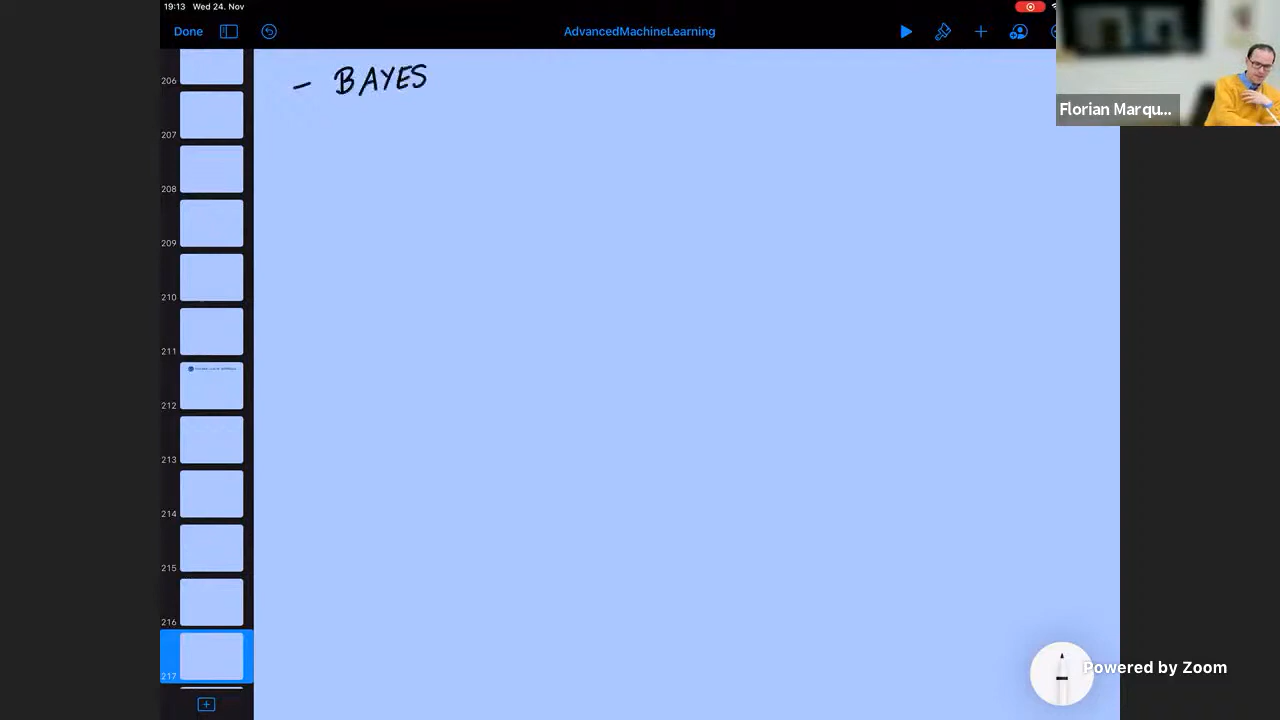 19:13 Wed 24. Nov
Done
AdvancedMachineLearning
- BAYES
Florian Marqu...
206
207
208
209
210
211
212
213
214
215
216
217
Powered by Zoom